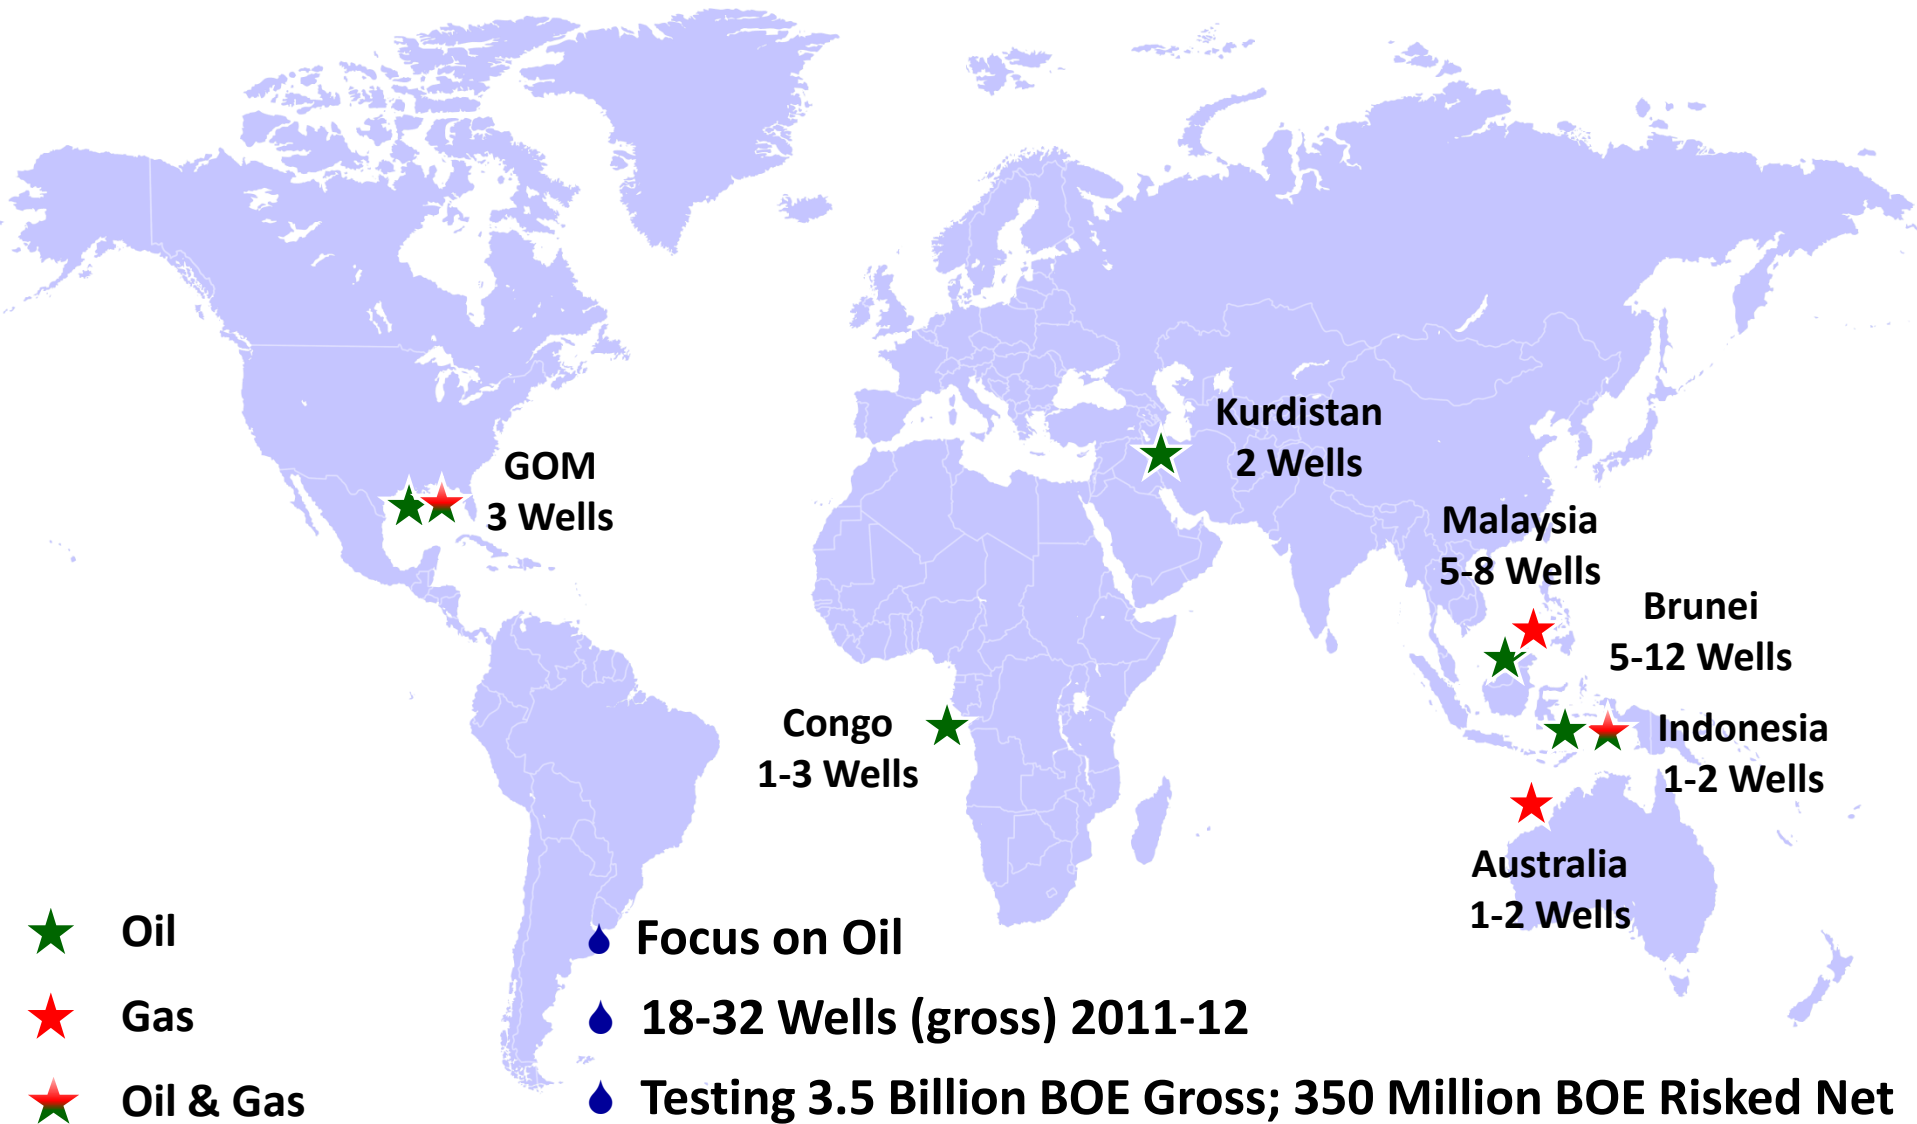 Kurdistan
2 Wells
GOM
3 Wells
Malaysia
5-8 Wells
Brunei
5-12 Wells
Congo
1-3 Wells
Indonesia
1-2 Wells
Australia
1-2 Wells
Oil
Gas
Oil & Gas
Focus on Oil
18-32 Wells (gross) 2011-12
Testing 3.5 Billion BOE Gross; 350 Million BOE Risked Net